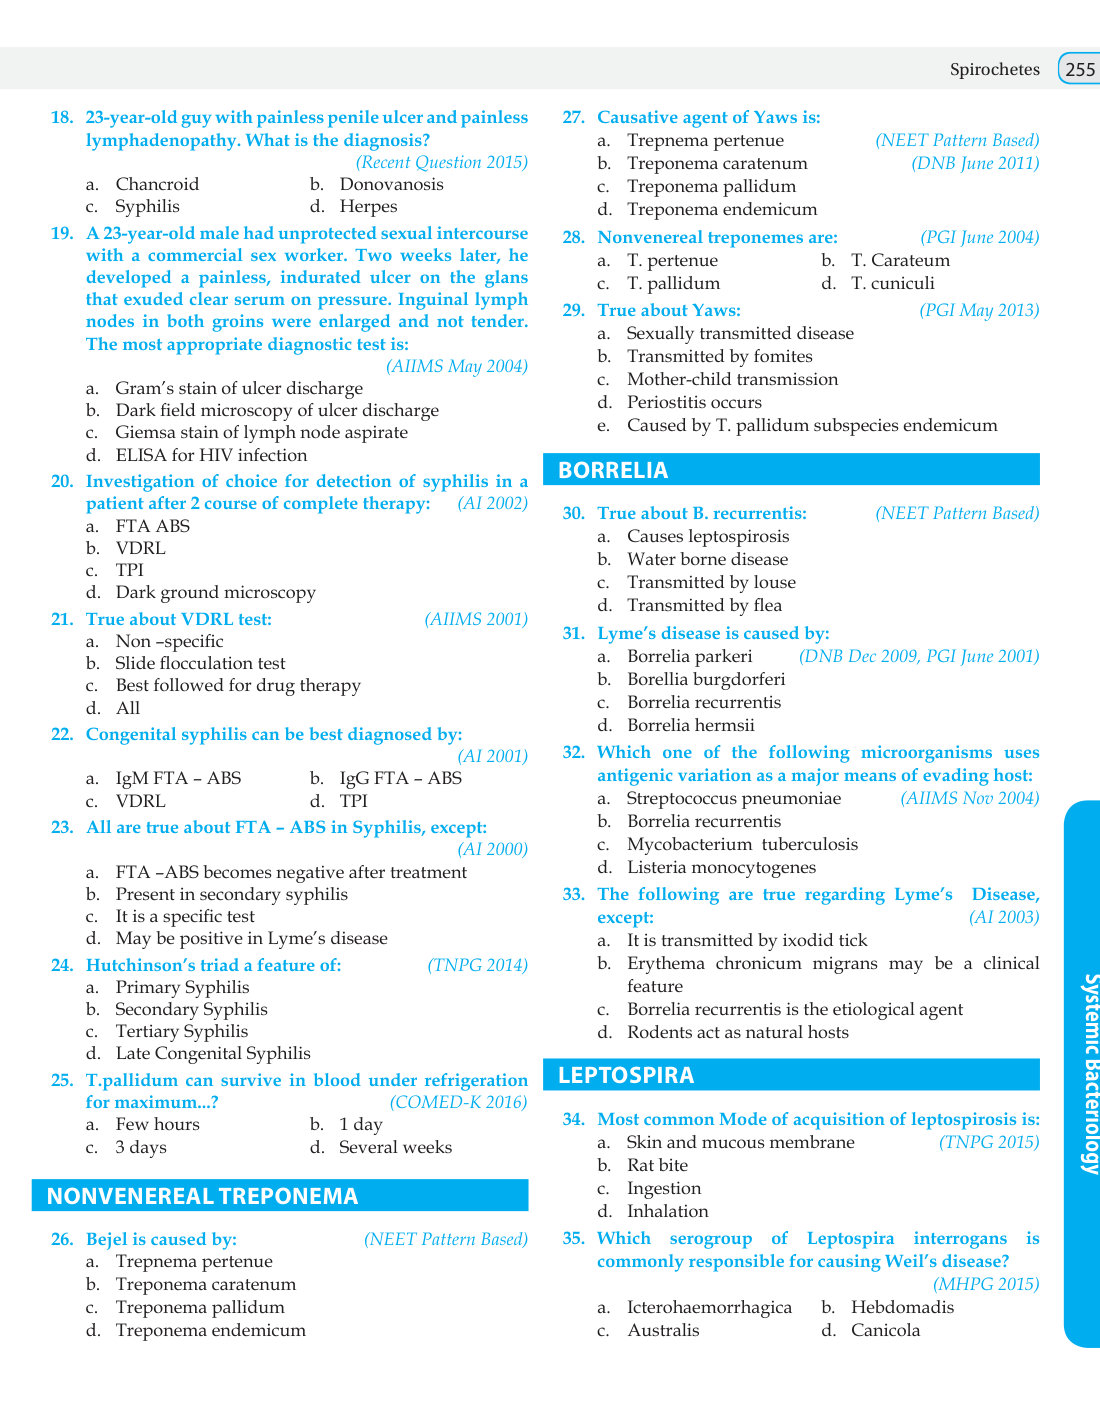 Spirochetes 255
18. 23-year-old guy with painless penile ulcer and painless
lymphadenopathy. What is the diagnosis?
(Recent Question 2015)
a. Chancroid b. Donovanosis
c. Syphilis d. Herpes
19. A 23-year-old male had unprotected sexual intercourse
with a commercial sex worker. Two weeks later, he
developed a painless, indurated ulcer on the glans
that exuded clear serum on pressure. Inguinal lymph
nodes in both groins were enlarged and not tender.
The most appropriate diagnostic test is:
(AIIMS May 2004)
a. Gram's stain of ulcer discharge
b. Dark field microscopy of ulcer discharge
c. Giemsa stain of lymph node aspirate
d. ELISA for HIV infection
20. Investigation of choice for detection of syphilis in a
patient after 2 course of complete therapy: (AI 2002)
a. FTA ABS
b. VDRL
c. TPI
d. Dark ground microscopy
21. True about VDRL test: (AIIMS 2001)
a. Non –specific
b. Slide flocculation test
c. Best followed for drug therapy
d. All
22. Congenital syphilis can be best diagnosed by:
(AI 2001)
a. IgM FTA – ABS b. IgG FTA – ABS
c. VDRL d. TPI
23. All are true about FTA – ABS in Syphilis, except:
(AI 2000)
a. FTA –ABS becomes negative after treatment
b. Present in secondary syphilis
c. It is a specific test
d. May be positive in Lyme's disease
24. Hutchinson's triad a feature of: (TNPG 2014)
a. Primary Syphilis
b. Secondary Syphilis
c. Tertiary Syphilis
d. Late Congenital Syphilis
25. T.pallidum can survive in blood under refrigeration
for maximum...? (COMED-K 2016)
a. Few hours b. 1 day
c. 3 days d. Several weeks
NONVENEREAL TREPONEMA
26. Bejel is caused by: (NEET Pattern Based)
a. Trepnema pertenue
b. Treponema caratenum
c. Treponema pallidum
d. Treponema endemicum
27. Causative agent of Yaws is:
a. Trepnema pertenue (NEET Pattern Based)
b. Treponema caratenum (DNB June 2011)
c. Treponema pallidum
d. Treponema endemicum
28. Nonvenereal treponemes are: (PGI June 2004)
a. T. pertenue b. T. Carateum
c. T. pallidum d. T. cuniculi
29. True about Yaws: (PGI May 2013)
a. Sexually transmitted disease
b. Transmitted by fomites
c. Mother-child transmission
d. Periostitis occurs
e. Caused by T. pallidum subspecies endemicum
BORRELIA
30. True about B. recurrentis: (NEET Pattern Based)
a. Causes leptospirosis
b. Water borne disease
c. Transmitted by louse
d. Transmitted by flea
31. Lyme's disease is caused by:
a. Borrelia parkeri (DNB Dec 2009, PGI June 2001)
b. Borellia burgdorferi
c. Borrelia recurrentis
d. Borrelia hermsii
32. Which one of the following microorganisms uses
antigenic variation as a major means of evading host:
a. Streptococcus pneumoniae (AIIMS Nov 2004)
b. Borrelia recurrentis
c. Mycobacterium tuberculosis
d. Listeria monocytogenes
33. The following are true regarding Lyme's Disease,
except: (AI 2003)
a. It is transmitted by ixodid tick
b. Erythema chronicum migrans may be a clinical
feature
c. Borrelia recurrentis is the etiological agent
d. Rodents act as natural hosts
LEPTOSPIRA
34. Most common Mode of acquisition of leptospirosis is:
a. Skin and mucous membrane (TNPG 2015)
b. Rat bite
c. Ingestion
d. Inhalation
35. Which serogroup of Leptospira interrogans is
commonly responsible for causing Weil's disease?
(MHPG 2015)
a. Icterohaemorrhagica b. Hebdomadis
c. Australis d. Canicola
Systemic Bacteriology